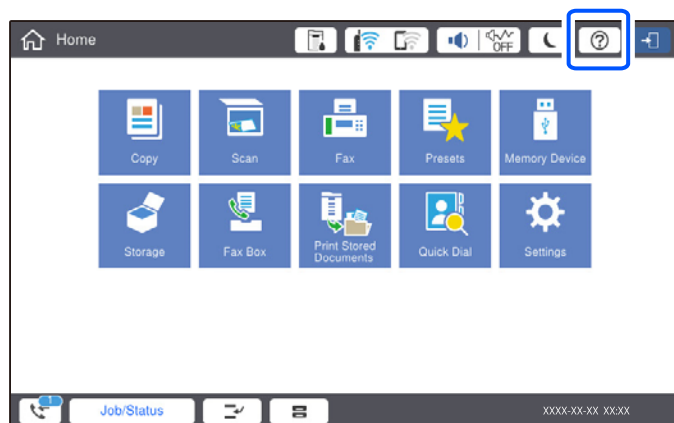 Home
OFF
?
Copy
Scan
Fax
Presets
Memory Device
Storage
Fax Box
Print Stored
Documents
Quick Dial
Settings
1
Job/Status
XXXX-XX-XX XX:XX